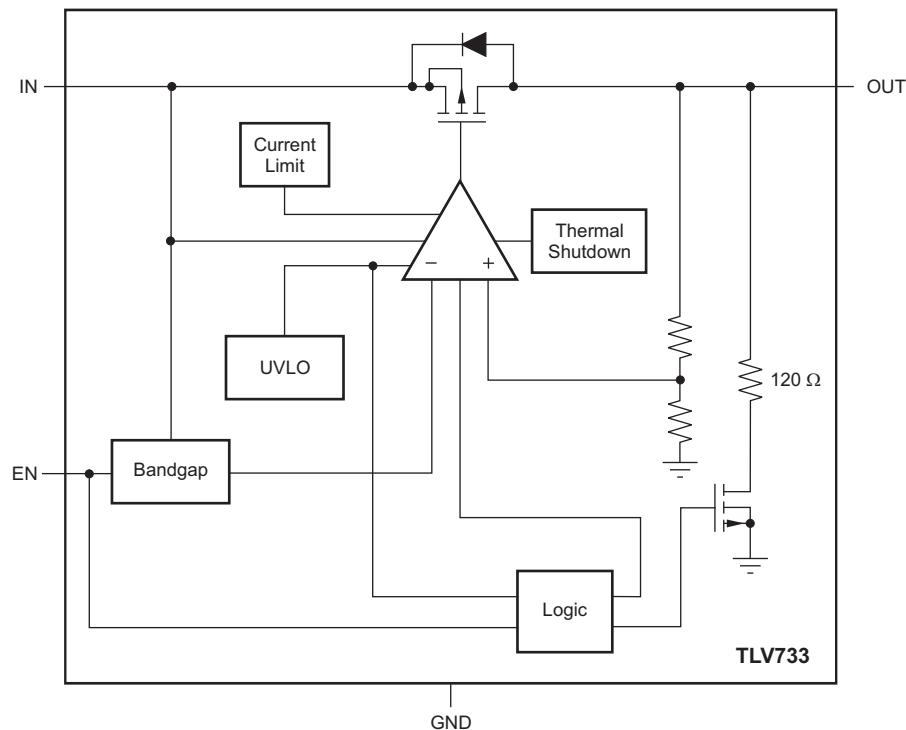 IN
OUT
Current
Limit
Thermal
Shutdown
−
+
UVLO
120 Ω
EN
Bandgap
Logic
TLV733
GND